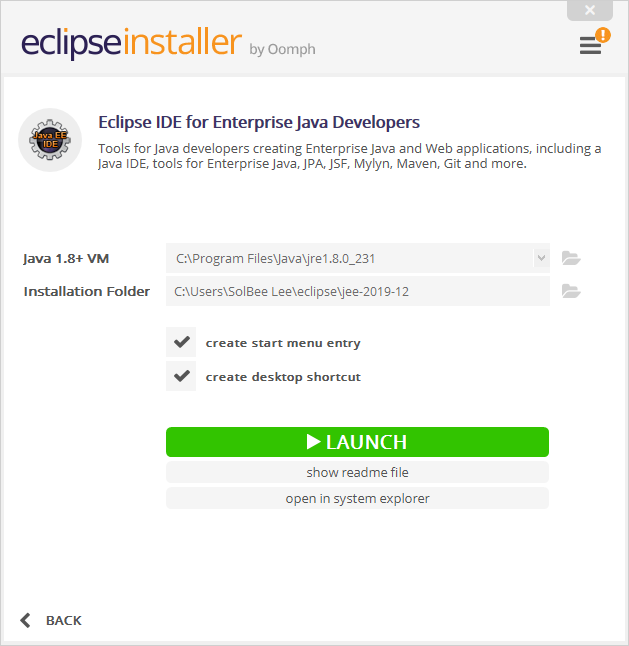 eclipseinstaller by Oomph
!
Eclipse IDE for Enterprise Java Developers
Java EE
IDE
Tools for Java developers creating Enterprise Java and Web applications, including a
Java IDE, tools for Enterprise Java, JPA, JSF, Mylyn, Maven, Git and more.
Java 1.8+ VM
C:\Program Files\Java\jre1.8.0_231
Installation Folder
C:\Users\SolBee Lee\eclipse\jee-2019-12
create start menu entry
create desktop shortcut
LAUNCH
show readme file
open in system explorer
BACK